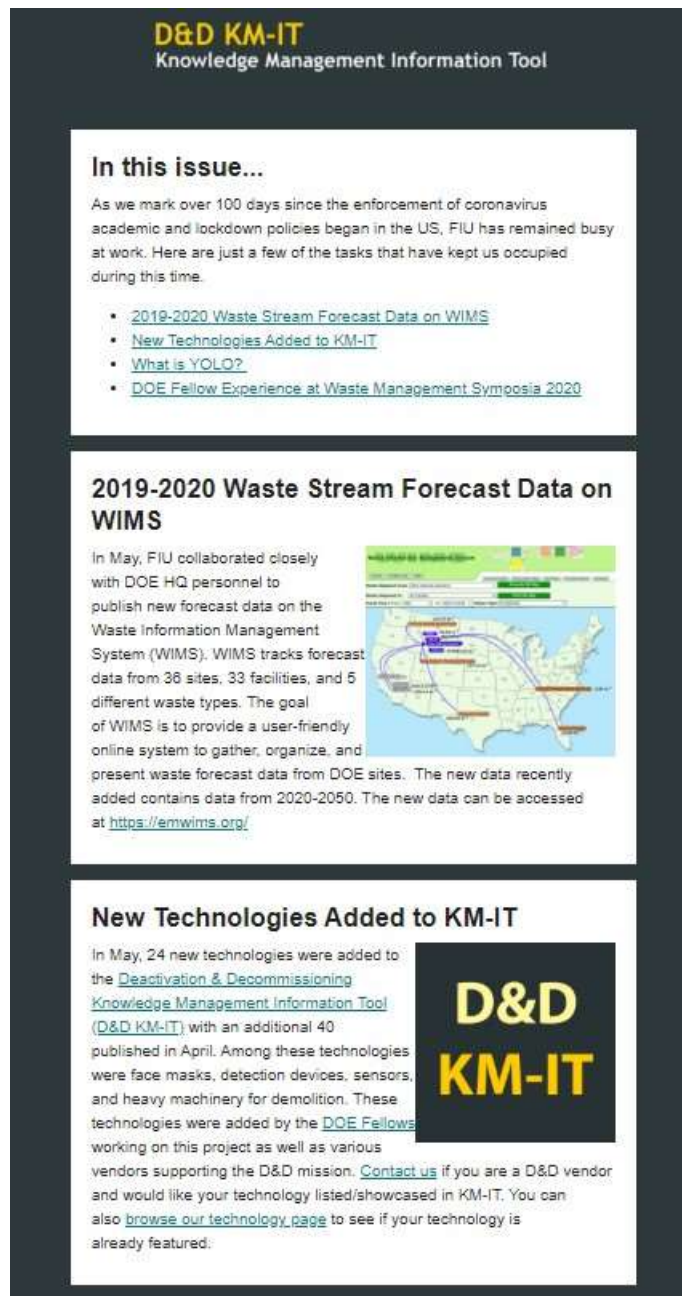 D&D KM-IT
Knowledge Management Information Tool
In this issue...
As we mark over 100 days since the enforcement of coronavirus
academic and lockdown policies began in the US, FIU has remained busy
at work. Here are just a few of the tasks that have kept us occupied
during this time.
2019-2020 Waste Stream Forecast Data on WIMS
New Technologies Added to KM-IT
What is YOLO?
DOE Fellow Experience at Waste Management Symposia 2020
2019-2020 Waste Stream Forecast Data on
WIMS
In May, FIU collaborated closely
with DOE HQ personnel to
publish new forecast data on the
Waste Information Management
System (WIMS). WIMS tracks forecast
data from 36 sites, 33 facilities, and 5
different waste types. The goal
of WIMS is to provide a user-friendly
online system to gather, organize, and
present waste forecast data from DOE sites. The new data recently
added contains data from 2020-2050. The new data can be accessed
at https://emwims.org/
New Technologies Added to KM-IT
In May, 24 new technologies were added to
the Deactivation & Decommissioning
Knowledge Management Information Tool
(D&D KM-IT) with an additional 40
published in April. Among these technologies
were face masks, detection devices, sensors,
and heavy machinery for demolition. These
technologies were added by the DOE Fellows
working on this project as well as various
vendors supporting the D&D mission. Contact us if you are a D&D vendor
and would like your technology listed/showcased in KM-IT. You can
also browse our technology page to see if your technology is
already featured.
D&D
KM-IT